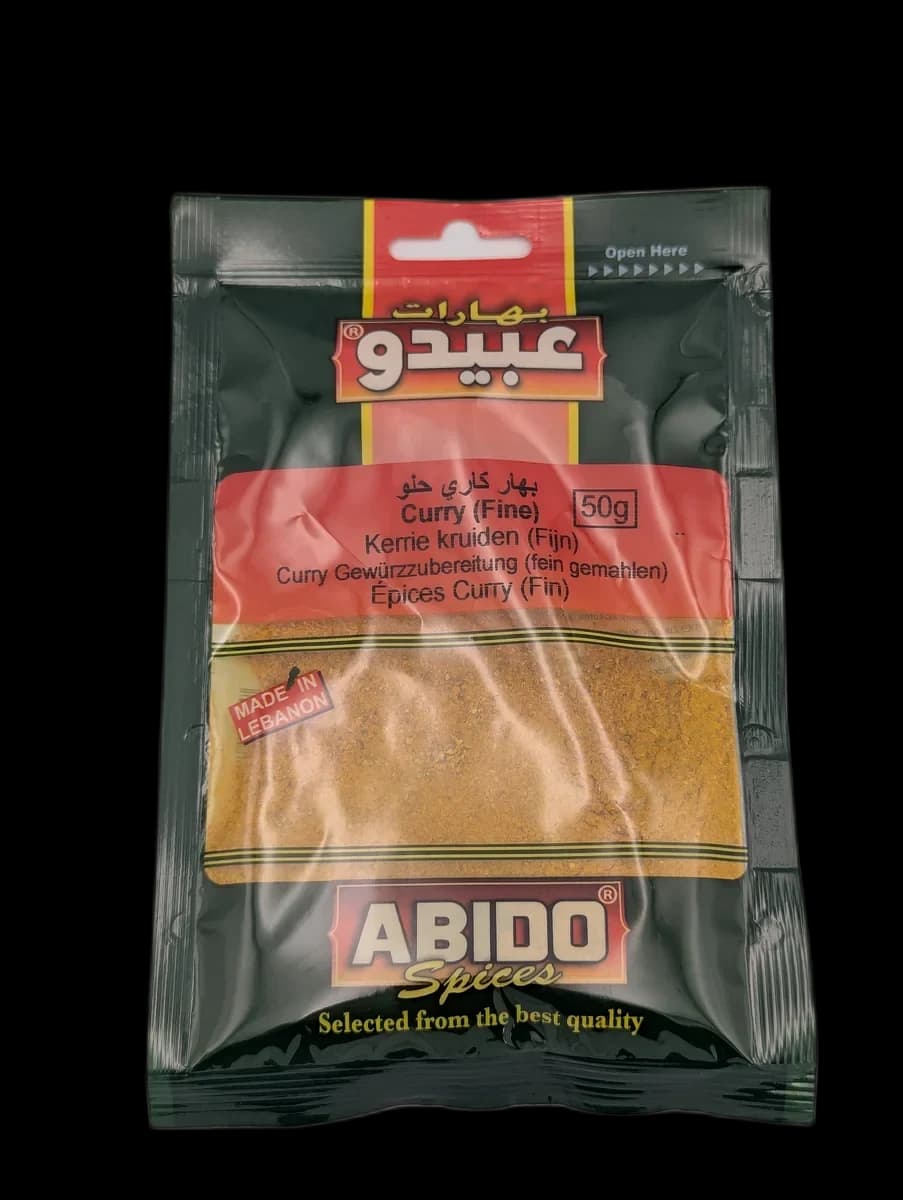 Open Here
بهارات
عبيدو®
بهار كاري حلو
Curry (Fine)
50g
Kerrie kruiden (Fijn)
Curry Gewürzzubereitung (fein gemahlen)
Épices Curry (Fin)
MADE IN
LEBANON
ABIDO®
Spices
Selected from the best quality